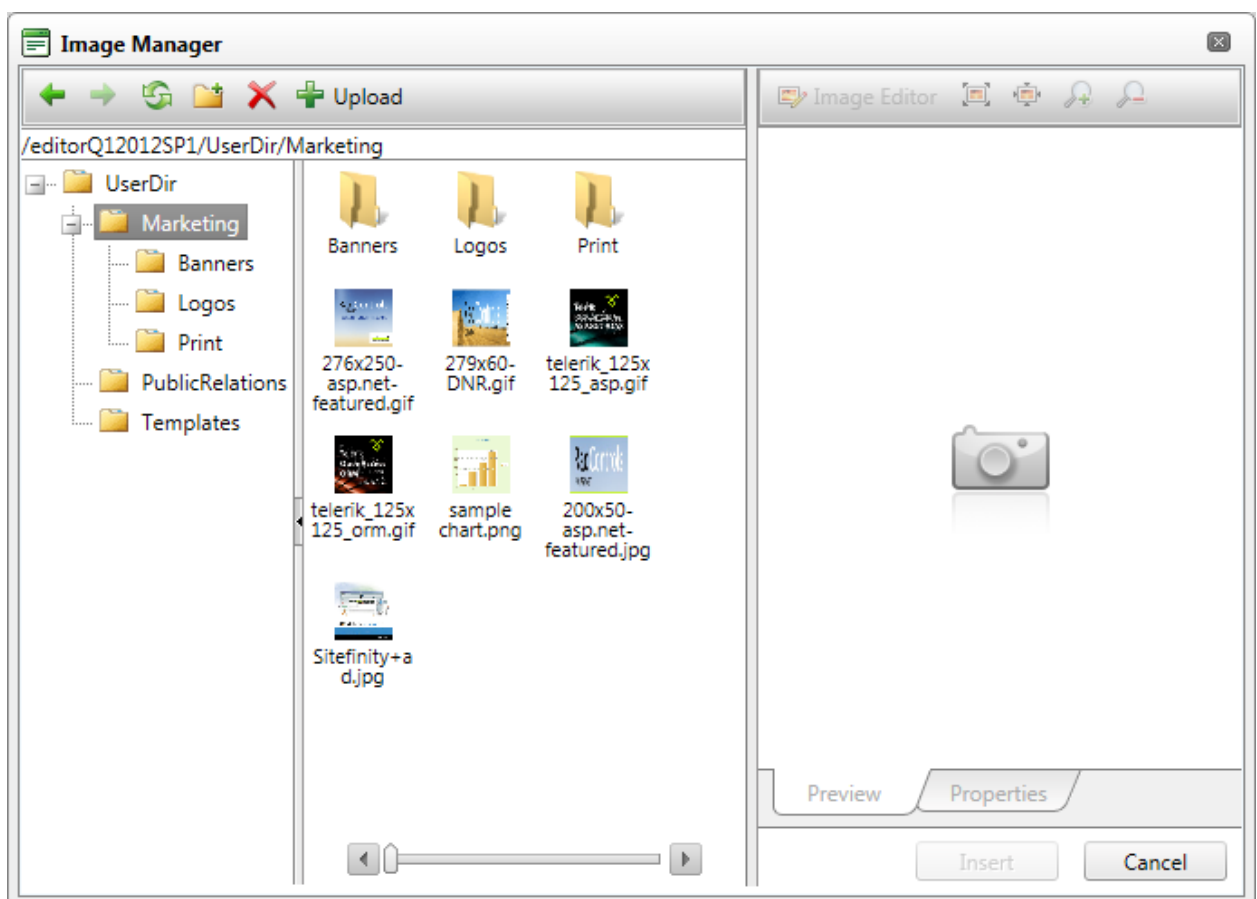 Image Manager
Upload
Image Editor
/editorQ12012SP1/UserDir/Marketing
UserDir
Marketing
Banners
Logos
Print
PublicRelations
Templates
Banners
Logos
Print
276x250-
asp.net-
featured.gif
279x60-
DNR.gif
telerik_125x
125_asp.gif
telerik_125x
125_orm.gif
sample
chart.png
200x50-
asp.net-
featured.jpg
Sitefinity+a
d.jpg
Preview
Properties
Insert
Cancel